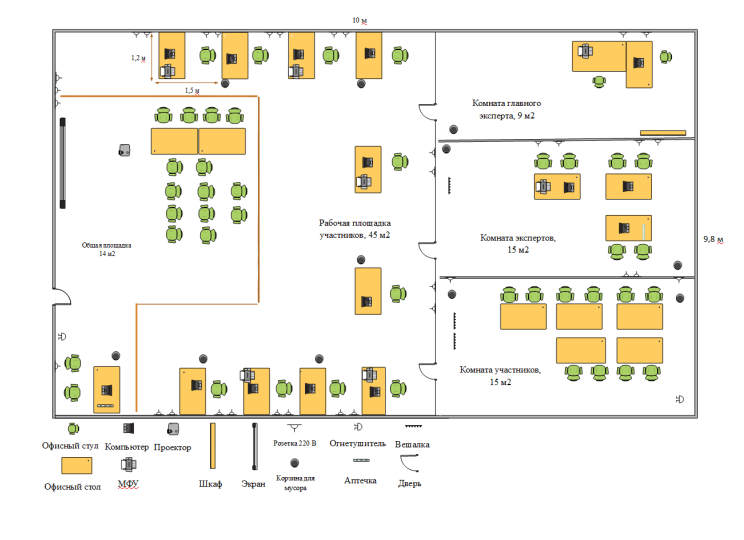 10 м
1,2 м
1,5 м
Комната главного
эксперта, 9 м2
Рабочая площадка
участников, 45 м2
Общая площадка
14 м2
Комната экспертов,
15 м2
9,8 м
Комната участников,
15 м2
Офисный стул
Компьютер
Проектор
Розетка 220 В
Огнетушитель
Вешалка
Офисный стол
МФУ
Шкаф
Экран
Корзина для
мусора
Аптечка
Дверь